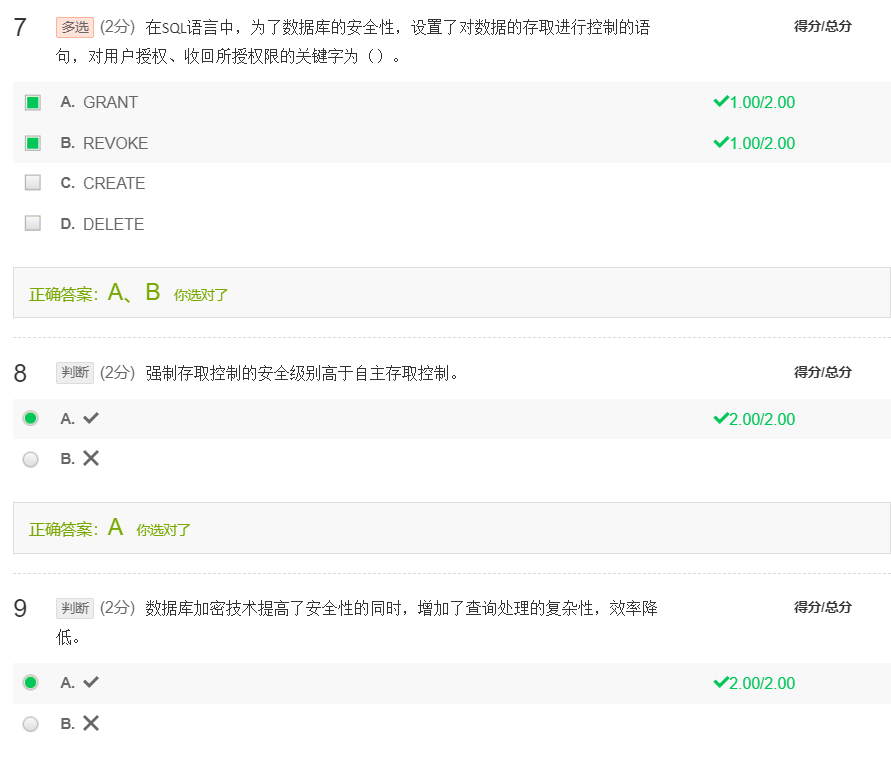 7 多选 (2分) 在SQL语言中，为了数据库的安全性，设置了对数据的存取进行控制的语 得分/总分
句，对用户授权、收回所授权限的关键字为（）。
A. GRANT 1.00/2.00
B. REVOKE 1.00/2.00
C. CREATE
D. DELETE
正确答案：A、B 你选对了
8 判断 (2分) 强制存取控制的安全级别高于自主存取控制。 得分/总分
A. ✔ 2.00/2.00
B. ✕
正确答案：A 你选对了
9 判断 (2分) 数据库加密技术提高了安全性的同时，增加了查询处理的复杂性，效率降 得分/总分
低。
A. ✔ 2.00/2.00
B. ✕